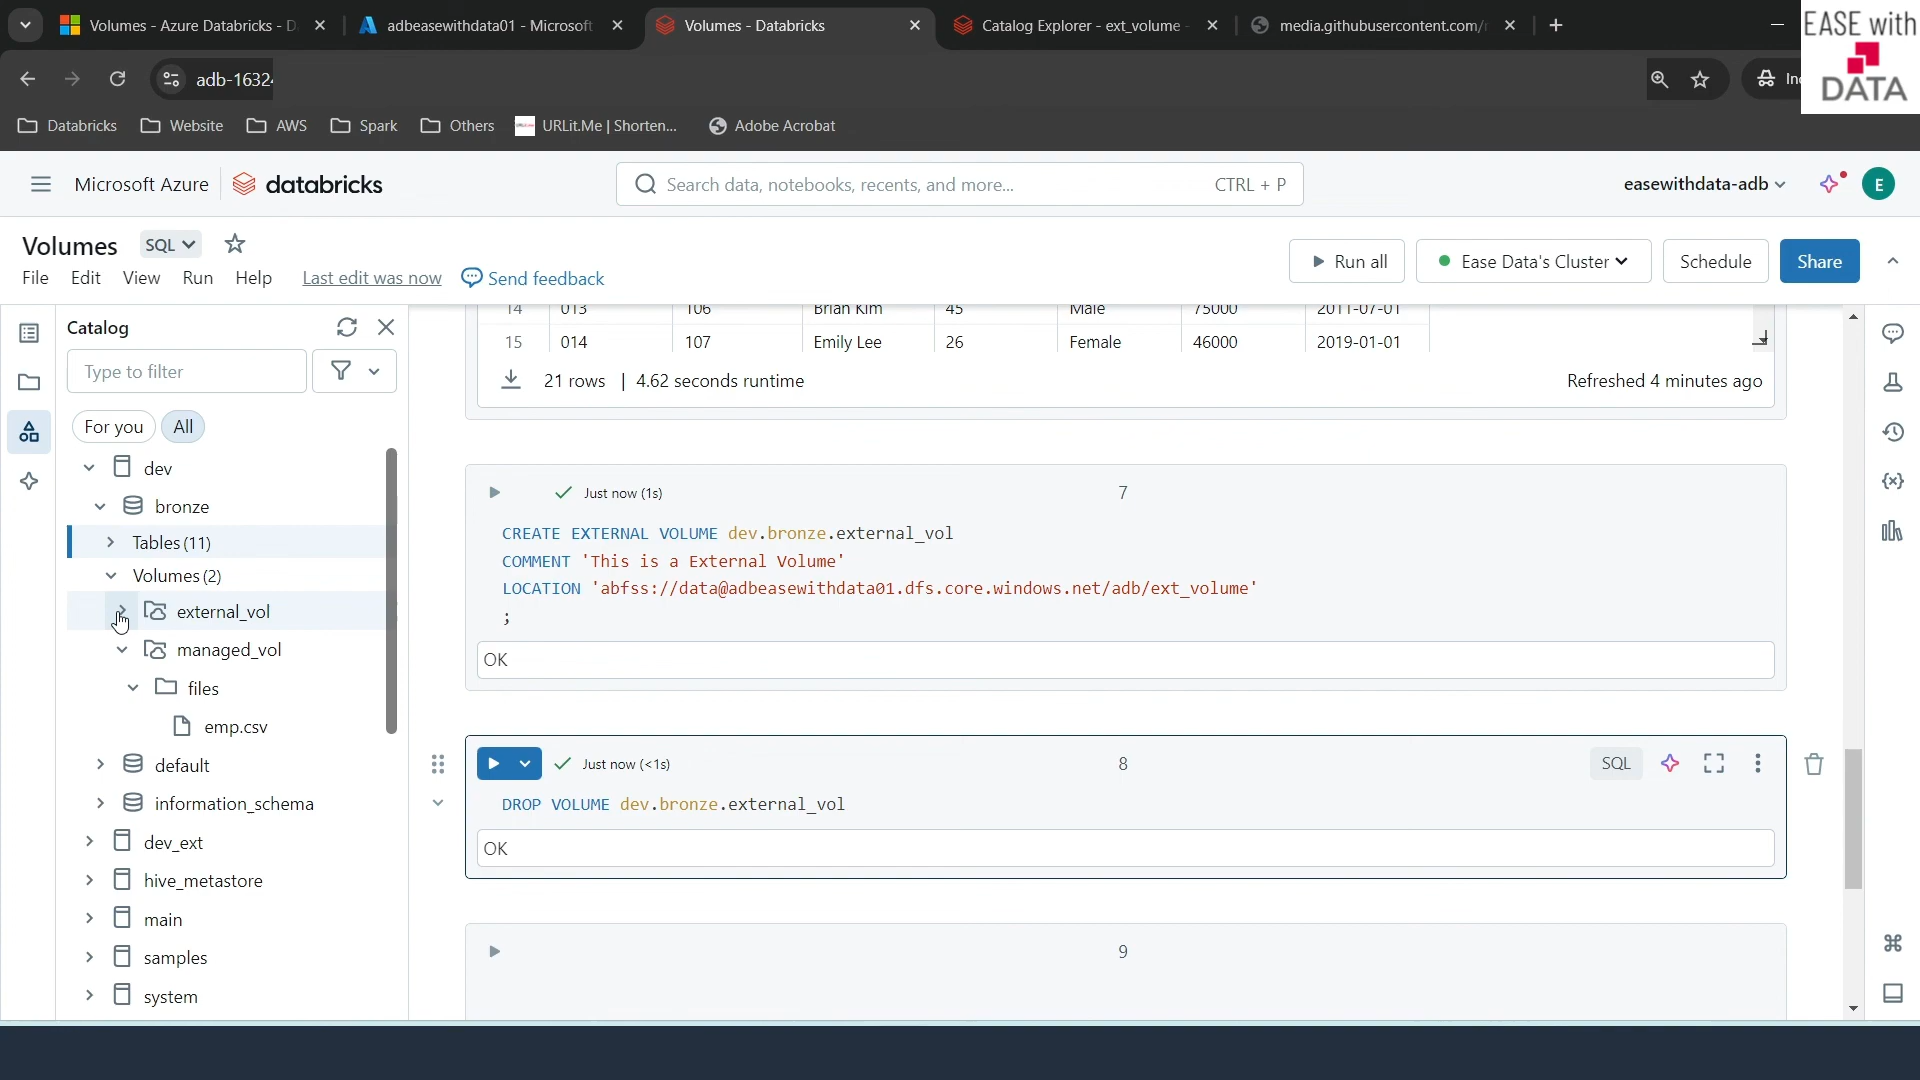 Volumes - Azure Databricks - D
adbeasewithdata01 - Microsoft
Volumes - Databricks
Catalog Explorer - ext_volume -
media.githubusercontent.com/
EASE with
DATA
adb-1632
Databricks
Website
AWS
Spark
Others
URLit.Me | Shorten...
Adobe Acrobat
Microsoft Azure
databricks
Search data, notebooks, recents, and more...
CTRL + P
easewithdata-adb
E
Volumes
SQL
File Edit View Run Help Last edit was now Send feedback
Run all
Ease Data's Cluster
Schedule
Share
Catalog
Type to filter
For you
All
dev
bronze
Tables (11)
Volumes (2)
external_vol
managed_vol
files
emp.csv
default
information_schema
dev_ext
hive_metastore
main
samples
system
14 013 106 Brian Kim 45 Male 75000 2011-07-01
15 014 107 Emily Lee 26 Female 46000 2019-01-01
21 rows | 4.62 seconds runtime
Refreshed 4 minutes ago
Just now (1s)
7
CREATE EXTERNAL VOLUME dev.bronze.external_vol
COMMENT 'This is a External Volume'
LOCATION 'abfss://data@adbeasewithdata01.dfs.core.windows.net/adb/ext_volume'
;
OK
Just now (<1s)
8
SQL
DROP VOLUME dev.bronze.external_vol
OK
9